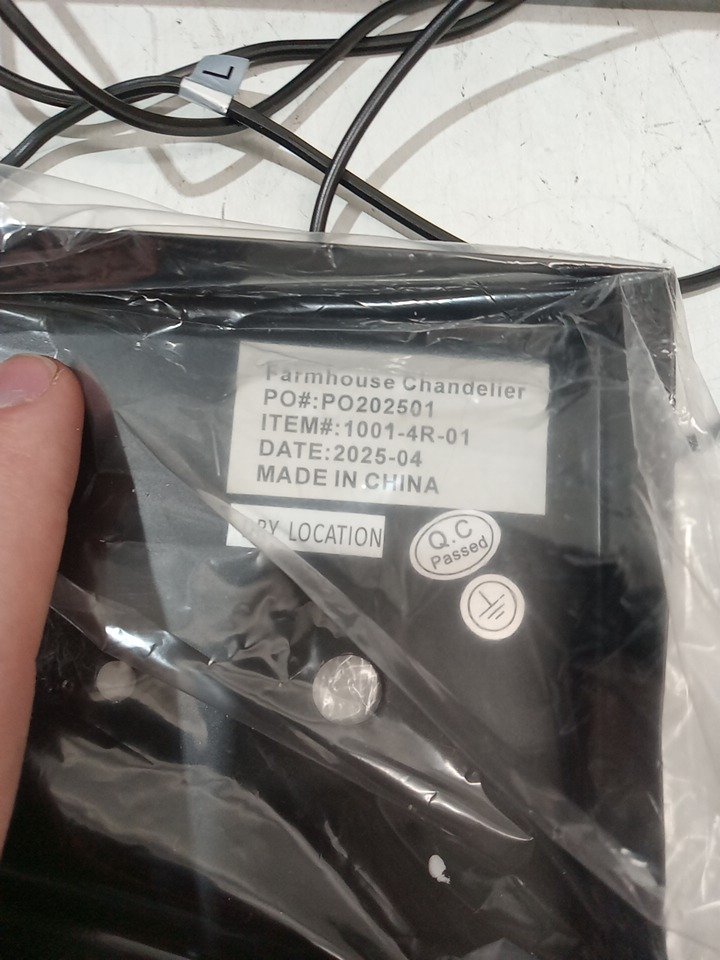 L
Farmhouse Chandelier
PO#:PO202501
ITEM#:1001-4R-01
DATE:2025-04
MADE IN CHINA
LOCATION
Q.C
Passed